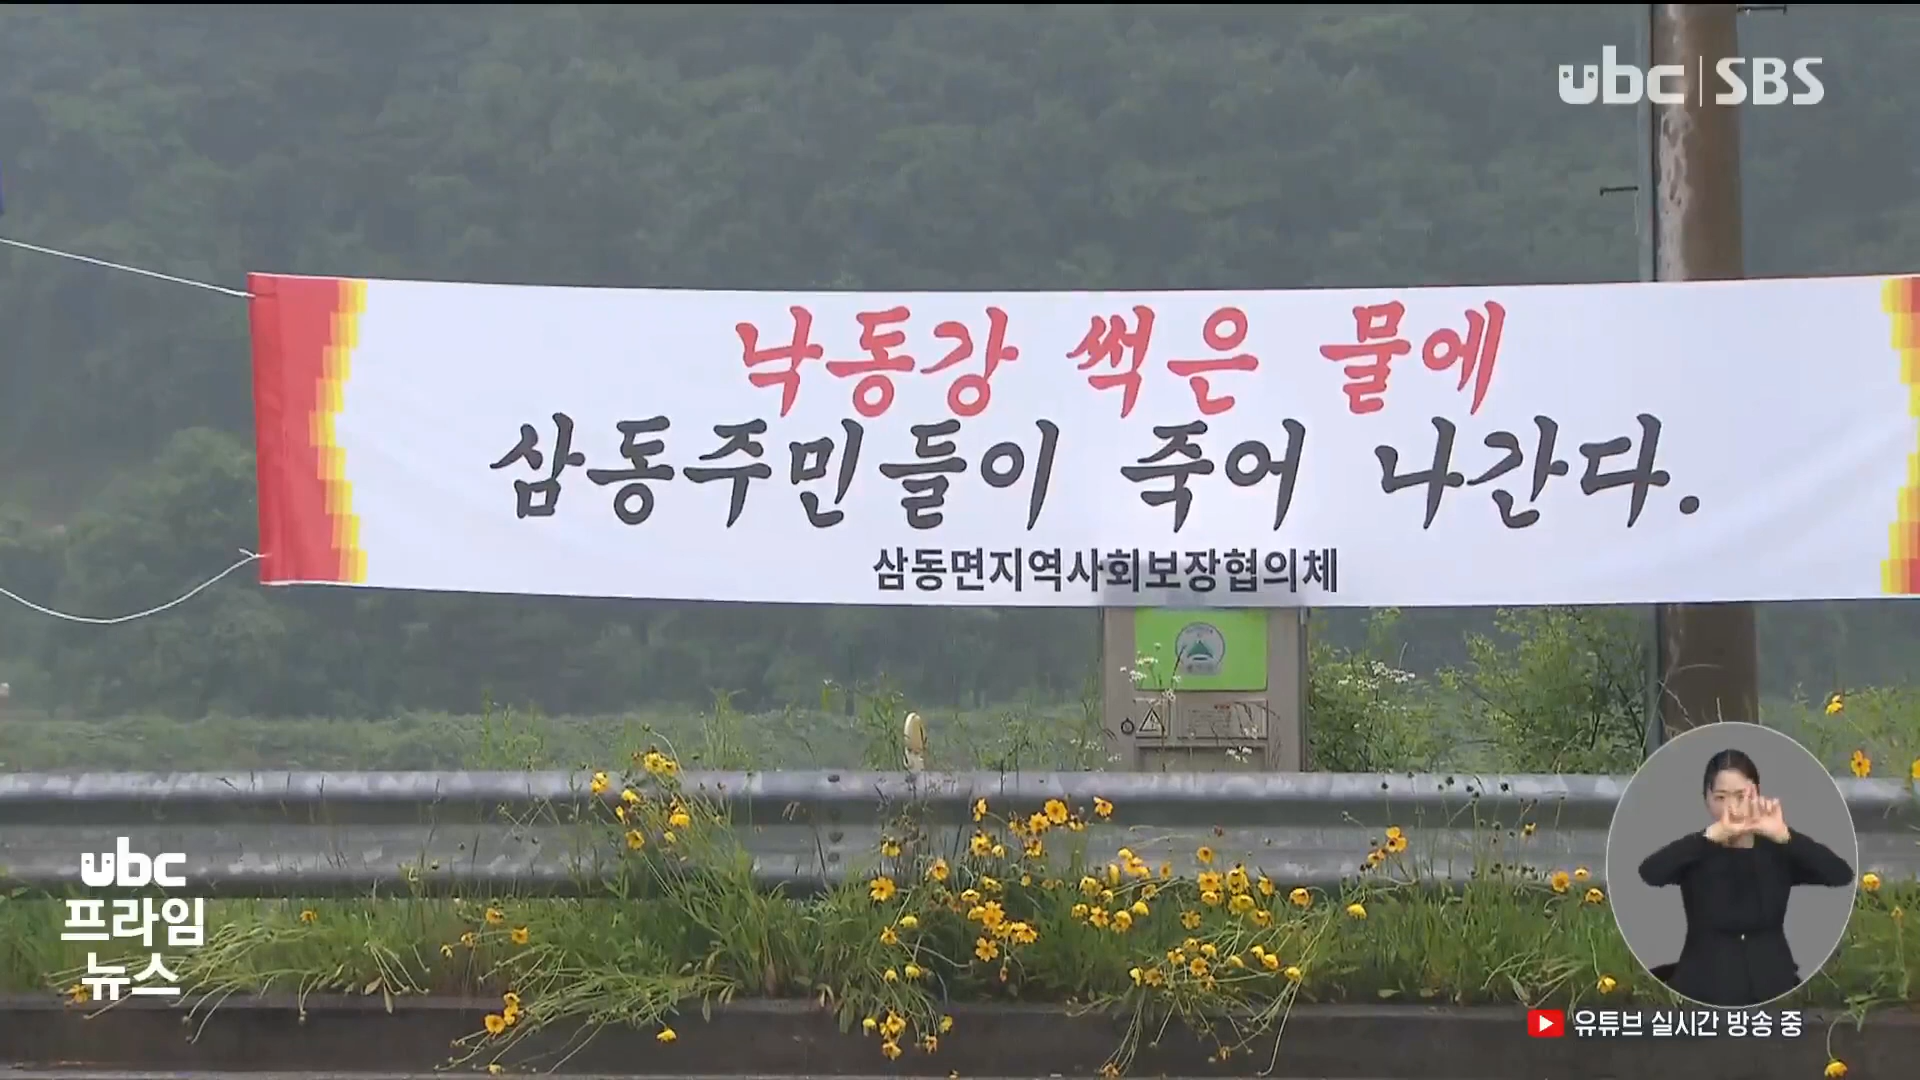 ubc SBS
낙동강 썩은 물에
삼동주민들이 죽어 나간다.
삼동면지역사회보장협의체
ubc
프라임
뉴스
유튜브 실시간 방송 중